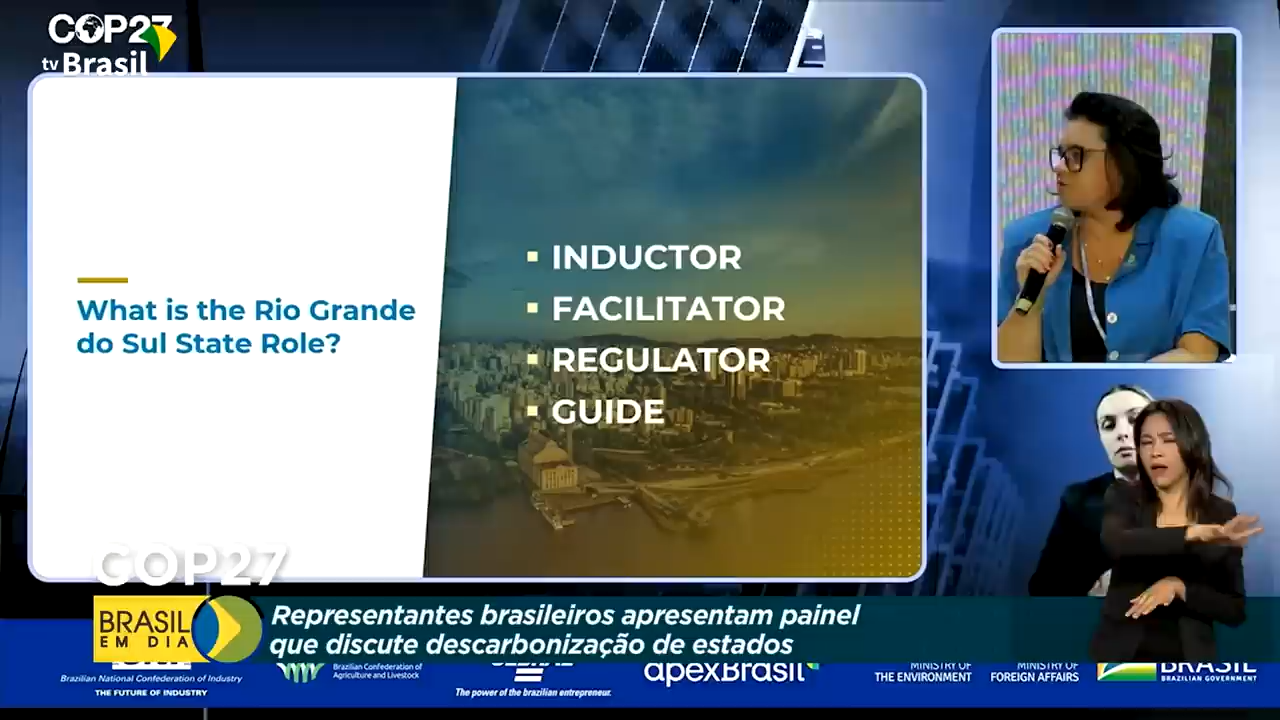 COP27
tv Brasil
What is the Rio Grande
do Sul State Role?
INDUCTOR
FACILITATOR
REGULATOR
GUIDE
COP27
BRASIL
EM DIA
Representantes brasileiros apresentam painel
que discute descarbonização de estados
Brazilian National Confederation of Industry
THE FUTURE OF INDUSTRY
Brazilian Confederation of
Agriculture and Livestock
The power of the brazilian entrepreneur.
apexBrasil
MINISTRY OF
THE ENVIRONMENT
MINISTRY OF
FOREIGN AFFAIRS
BRASIL
BRAZILIAN GOVERNMENT